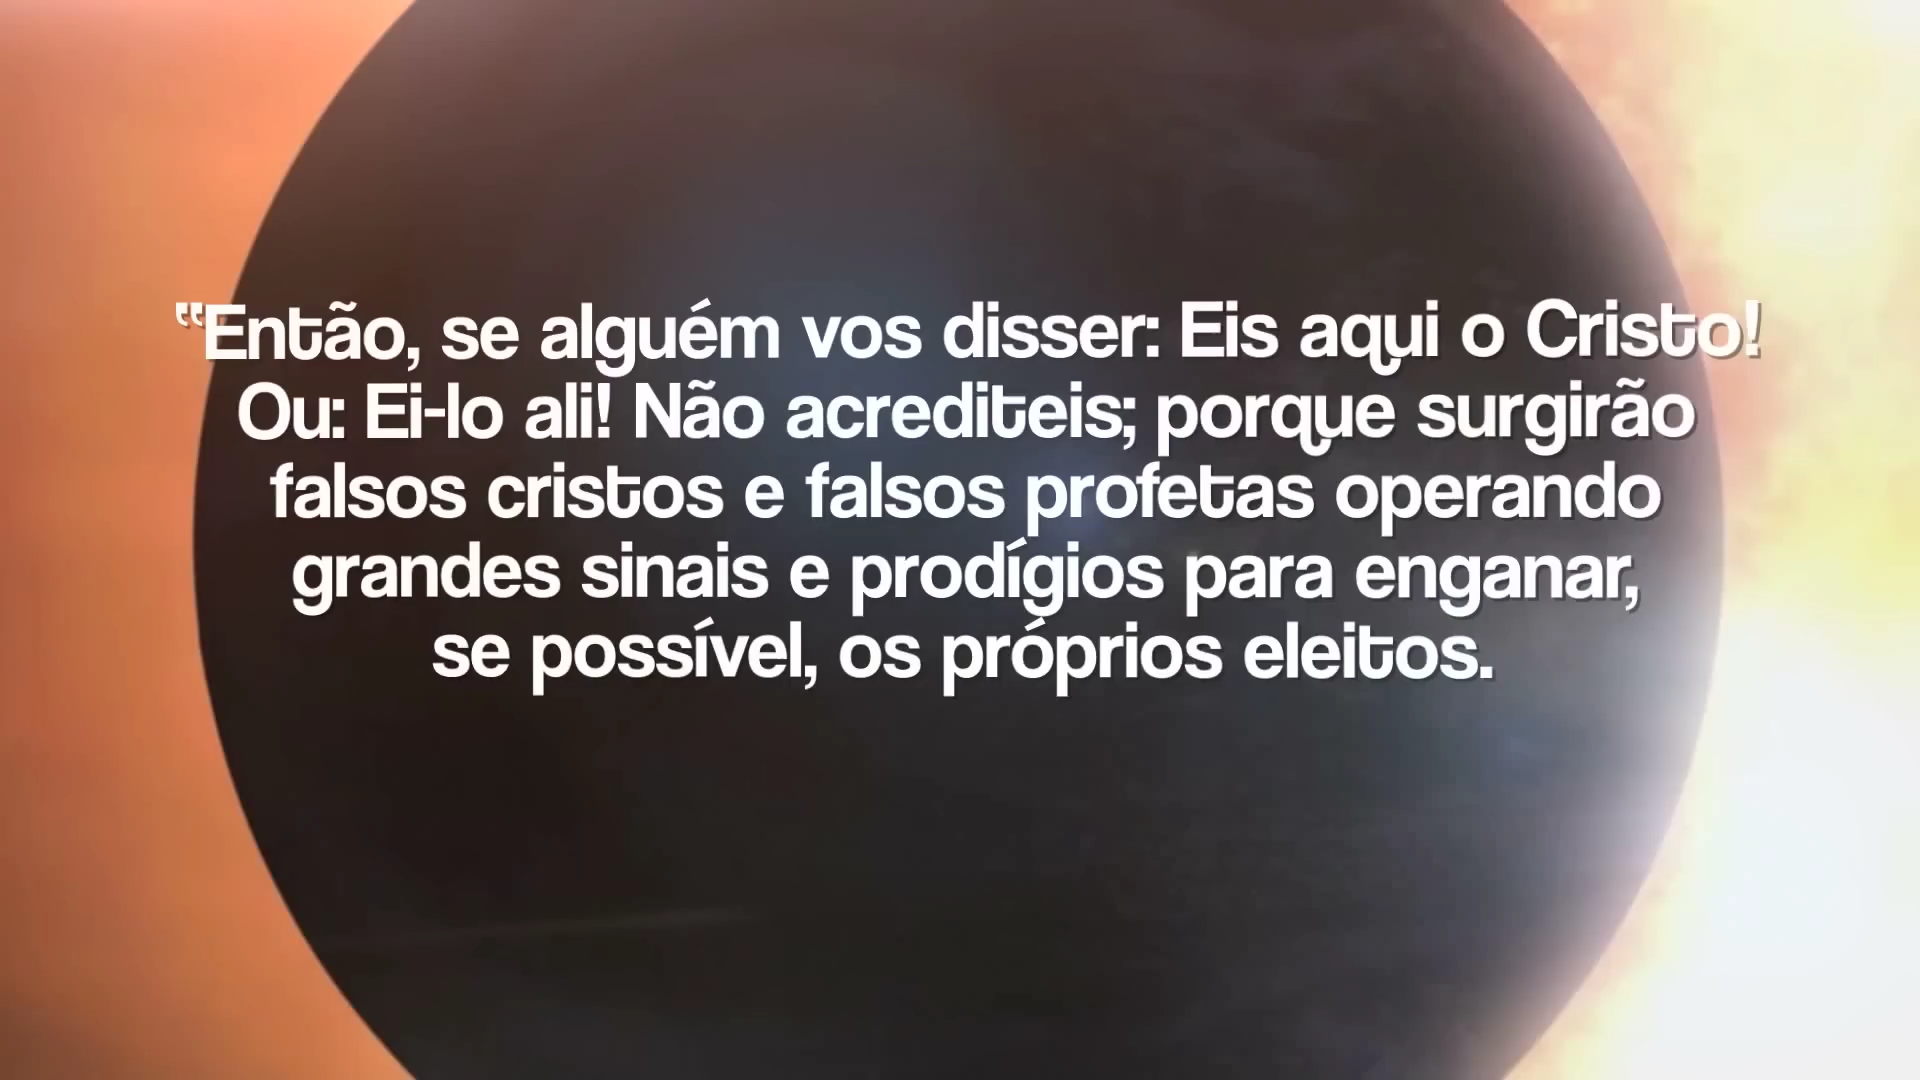 “Então, se alguém vos disser: Eis aqui o Cristo!
Ou: Ei-lo ali! Não acrediteis; porque surgirão
falsos cristos e falsos profetas operando
grandes sinais e prodígios para enganar,
se possível, os próprios eleitos.